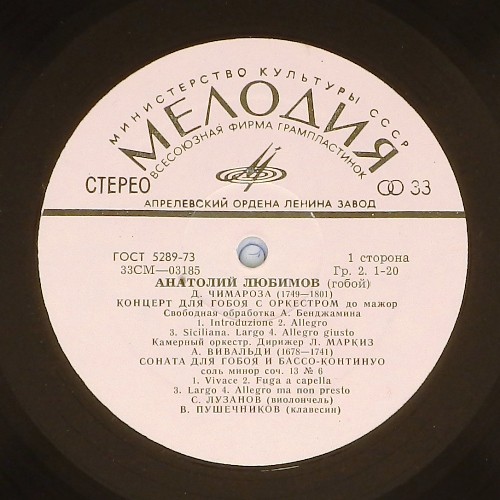 МИНИСТЕРСТВО КУЛЬТУРЫ СССР
МЕЛОДИЯ
ВСЕСОЮЗНАЯ ФИРМА ГРАМПЛАСТИНОК
СТЕРЕО
33
АПРЕЛЕВСКИЙ ОРДЕНА ЛЕНИНА ЗАВОД
ГОСТ 5289-73
1 сторона
33СМ—03185
Гр. 2. 1-20
АНАТОЛИЙ ЛЮБИМОВ (гобой)
Д. ЧИМАРОЗА (1749—1801)
КОНЦЕРТ ДЛЯ ГОБОЯ С ОРКЕСТРОМ до мажор
Свободная обработка А. Бенджамина
1. Introduzione 2. Allegro
3. Siciliana. Largo 4. Allegro giusto
Камерный оркестр. Дирижер Л. МАРКИЗ
А. ВИВАЛЬДИ (1678—1741)
СОНАТА ДЛЯ ГОБОЯ И БАССО-КОНТИНУО
соль минор соч. 13 № 6
1. Vivace 2. Fuga a capella
3. Largo 4. Allegro ma non presto
С. ЛУЗАНОВ (виолончель)
В. ПУШЕЧНИКОВ (клавесин)